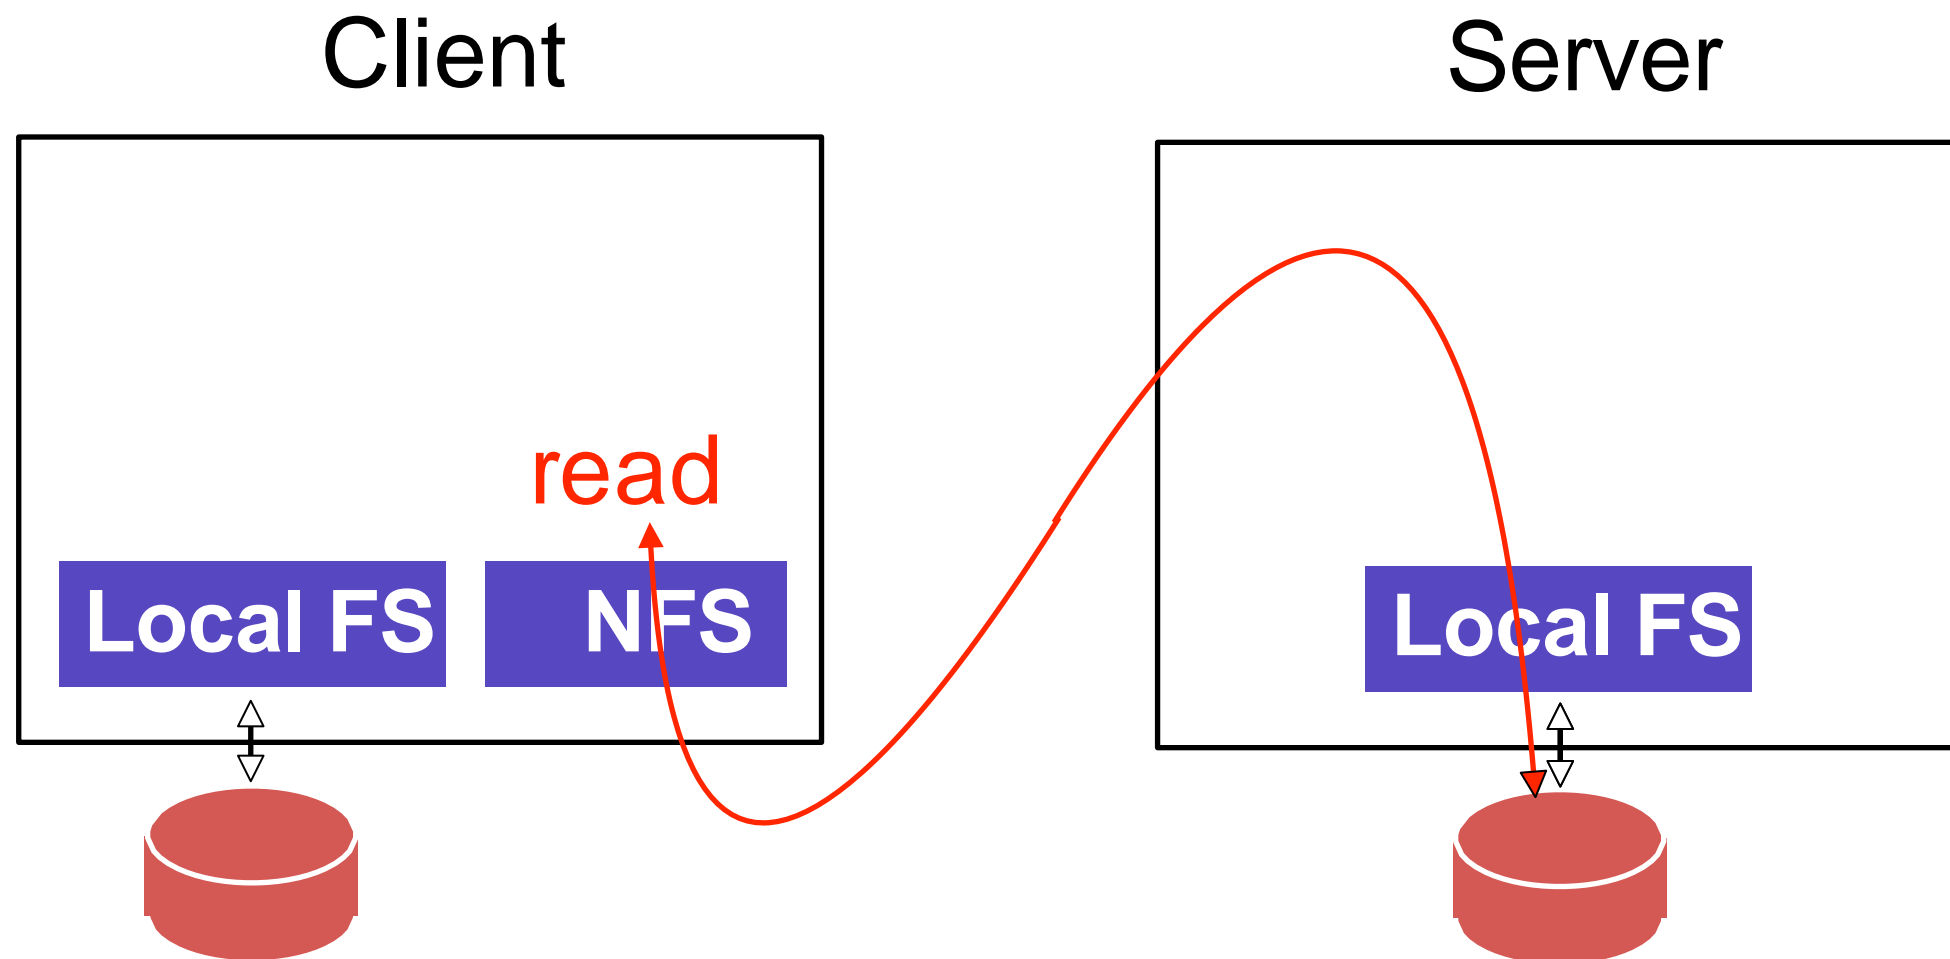 Client
Server
read
Local FS
NFS
Local FS